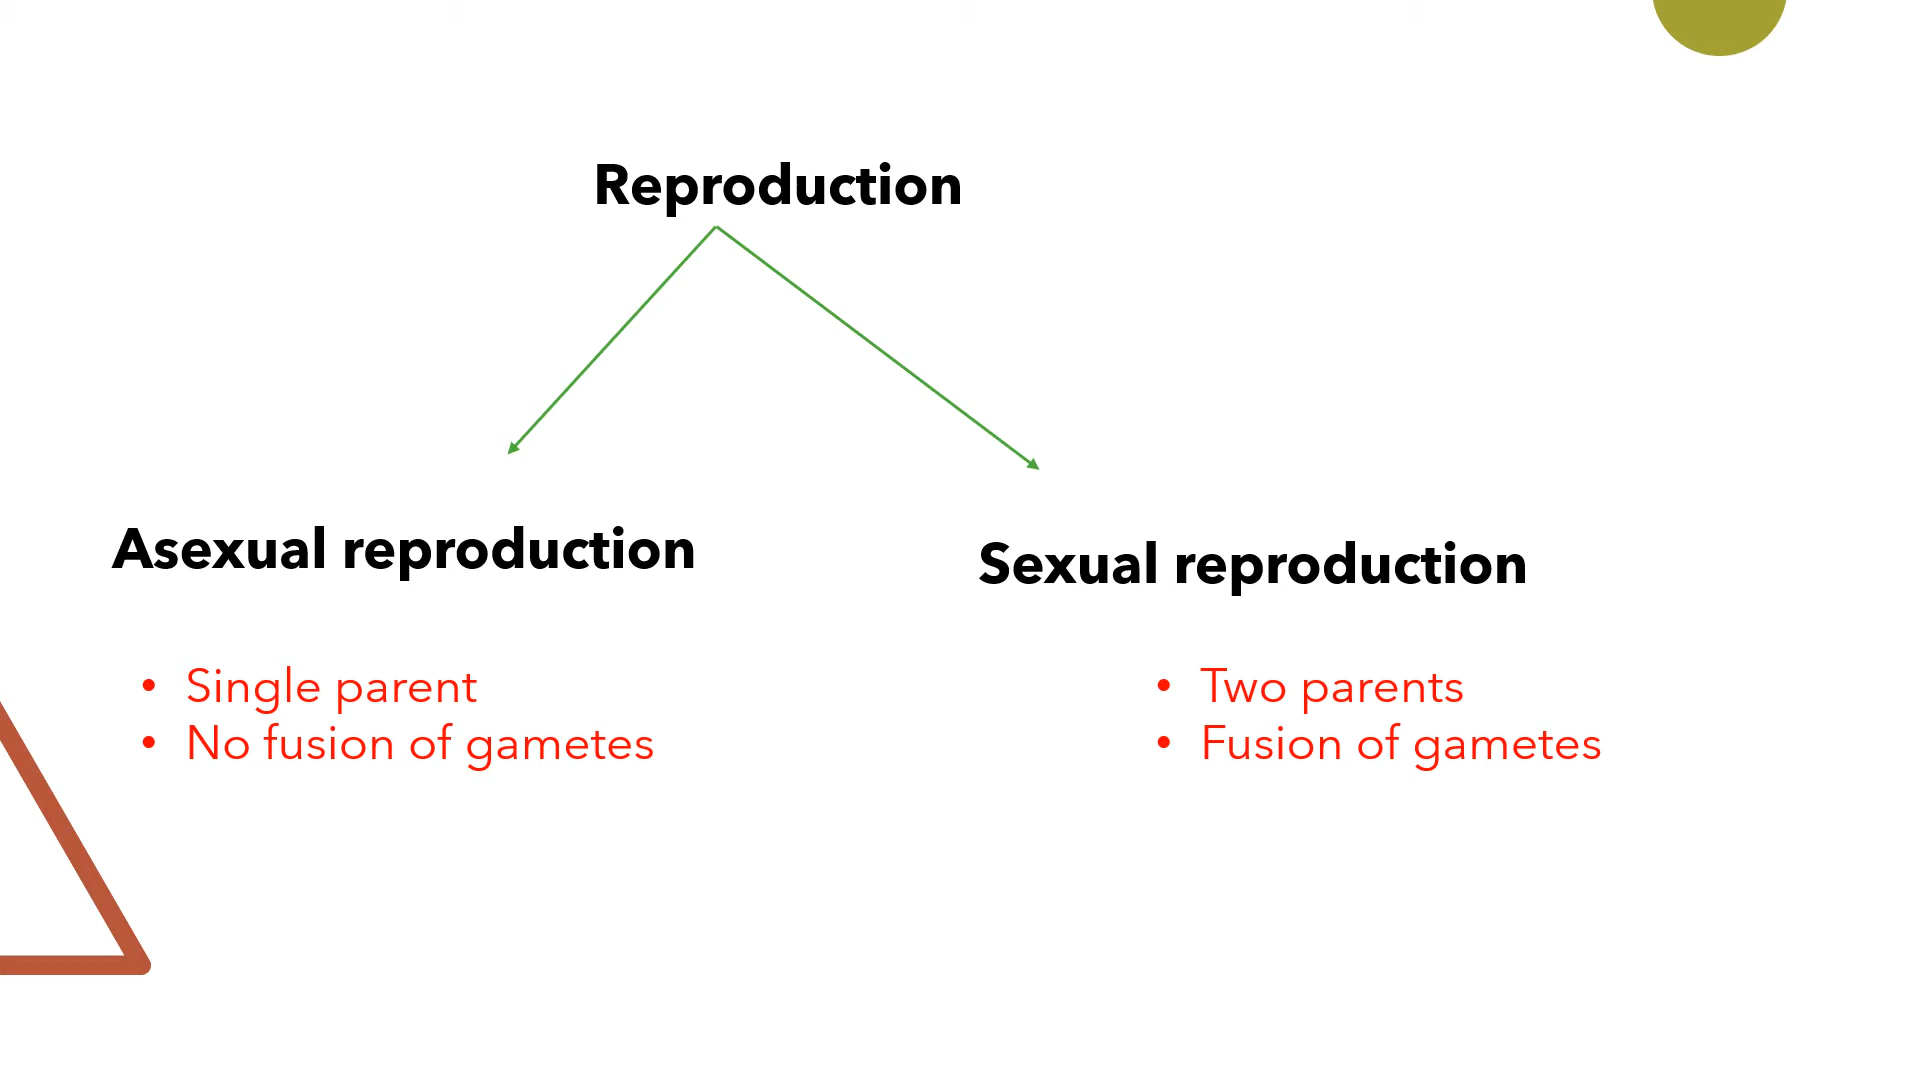 Reproduction
Asexual reproduction
• Single parent
• No fusion of gametes
Sexual reproduction
• Two parents
• Fusion of gametes